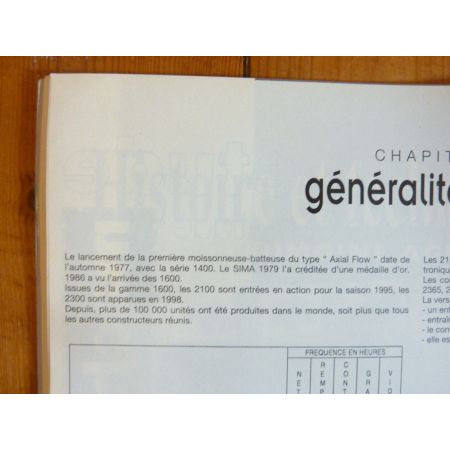 CHAPIT
généralité
Le lancement de la première moissonneuse-batteuse du type " Axial Flow " date de
l'automne 1977, avec la série 1400. Le SIMA 1979 l'a créditée d'une médaille d'or.
1986 a vu l'arrivée des 1600.
Issues de la gamme 1600, les 2100 sont entrées en action pour la saison 1995, les
2300 sont apparues en 1998.
Depuis, plus de 100 000 unités ont été produites dans le monde, soit plus que tous
les autres constructeurs réunis.
Les 21
troniqu
Les co
2365, 2
La vers
- un ent
- entraî
- le con
- elle es
FREQUENCE EN HEURES
N E T
R E M P
C O N T
G R A
V I D